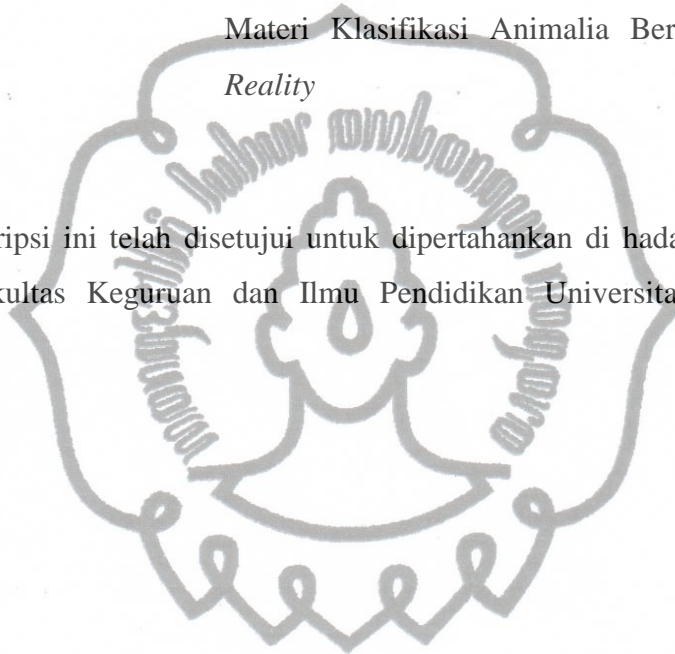 Materi Klasifikasi Animalia Ber
Reality
ripsi ini telah disetujui untuk dipertahankan di hada
kultas Keguruan dan Ilmu Pendidikan Universita